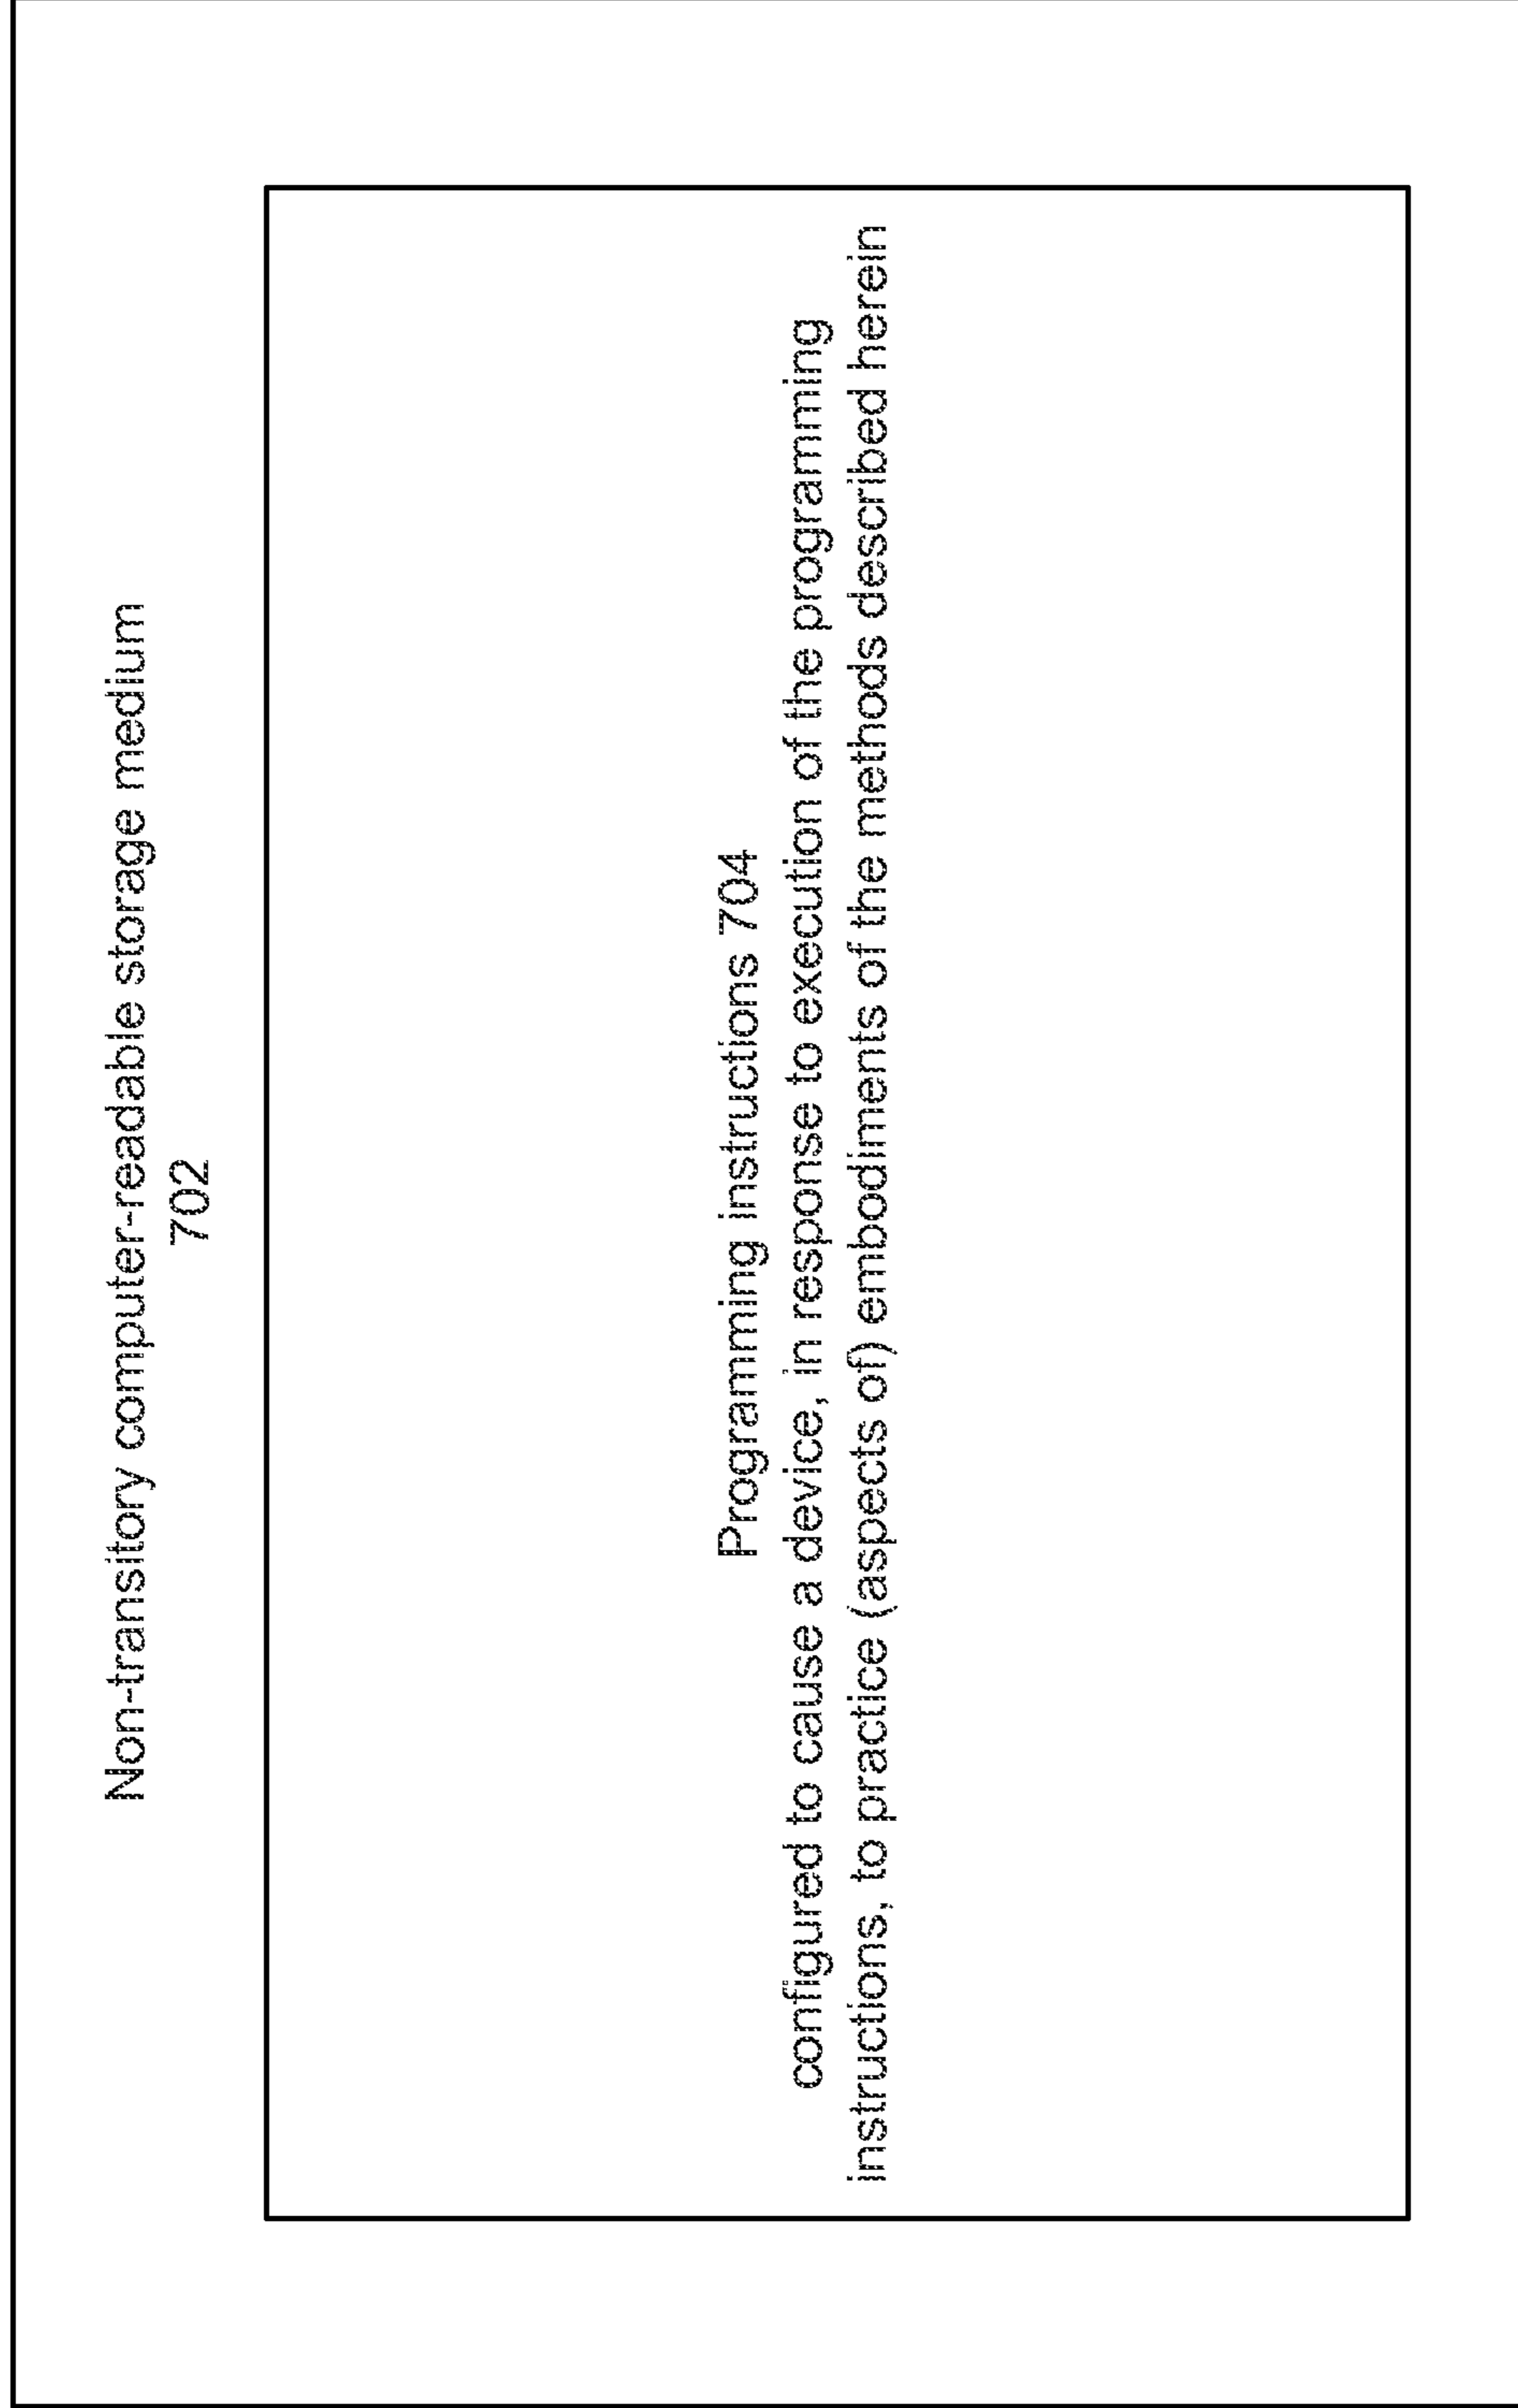 Non-transitory computer-readable storage medium
702
Programming instructions 704
configured to cause a device, in response to execution of the programming
instructions, to practice (aspects of) embodiments of the methods described herein